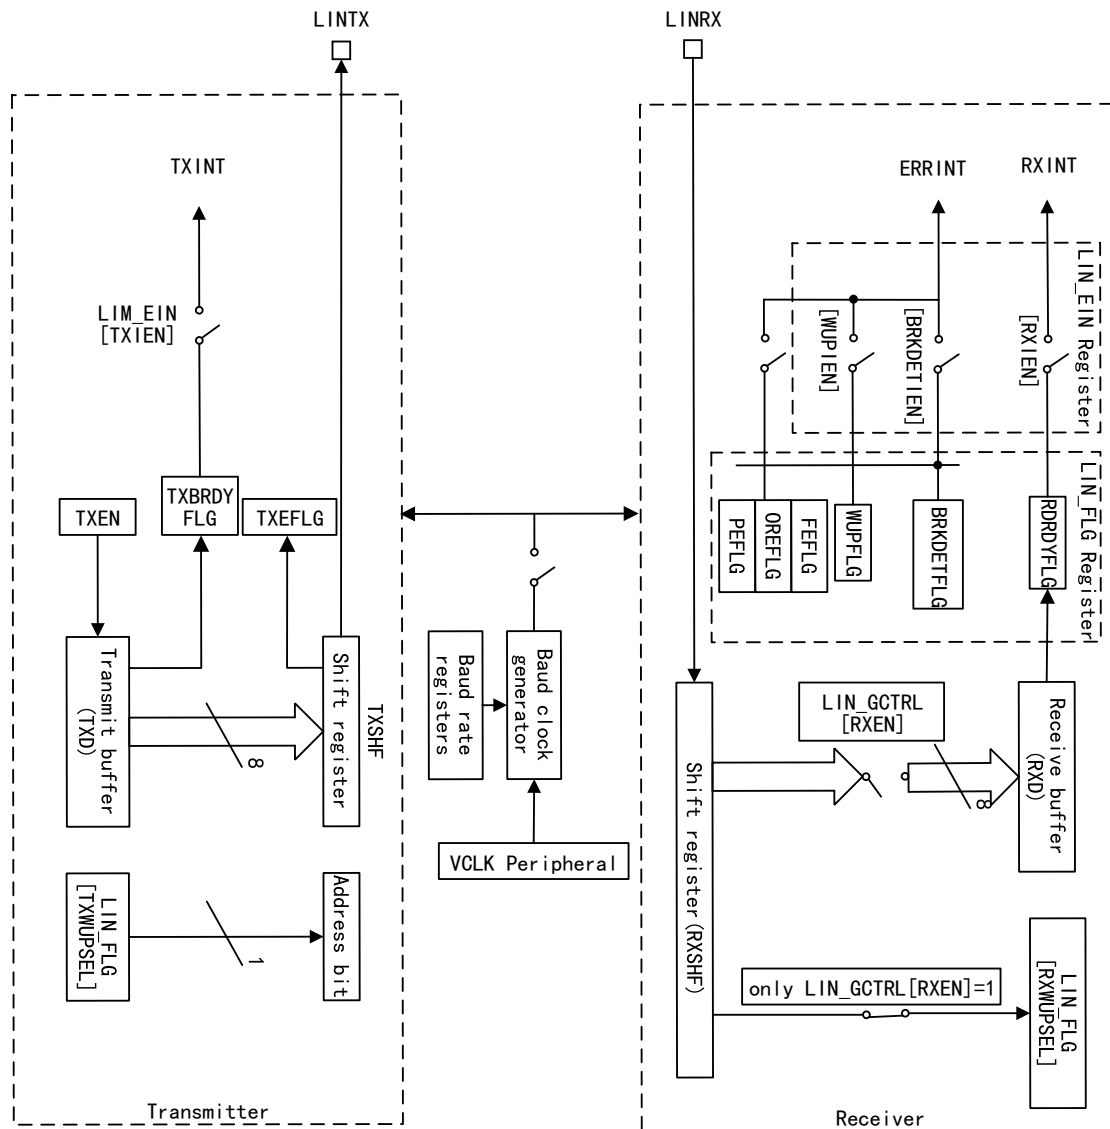 LINTX
LINRX
TXINT
ERRINT
RXINT
LIM_EIN
[TXIEN]
[WUPIEN]
[BRKDETIEN]
[RXIEN]
LIN_EIN Register
TXEN
TXBRDY
FLG
TXEFLG
PEFLG
OREFLG
FEFLG
WUPFLG
BRKDETFLG
RDRDYFLG
LIN_FLG Register
Transmit buffer
(TXD)
8
Shift register
TXSHF
Baud rate
registers
Baud clock
generator
VCLK Peripheral
LIN_GCTRL
[RXEN]
8
Receive buffer
(RXD)
Shift register(RXSHF)
LIN_FLG
[TXWUPSEL]
1
Address bit
only LIN_GCTRL[RXEN]=1
LIN_FLG
[RXWUPSEL]
Transmitter
Receiver